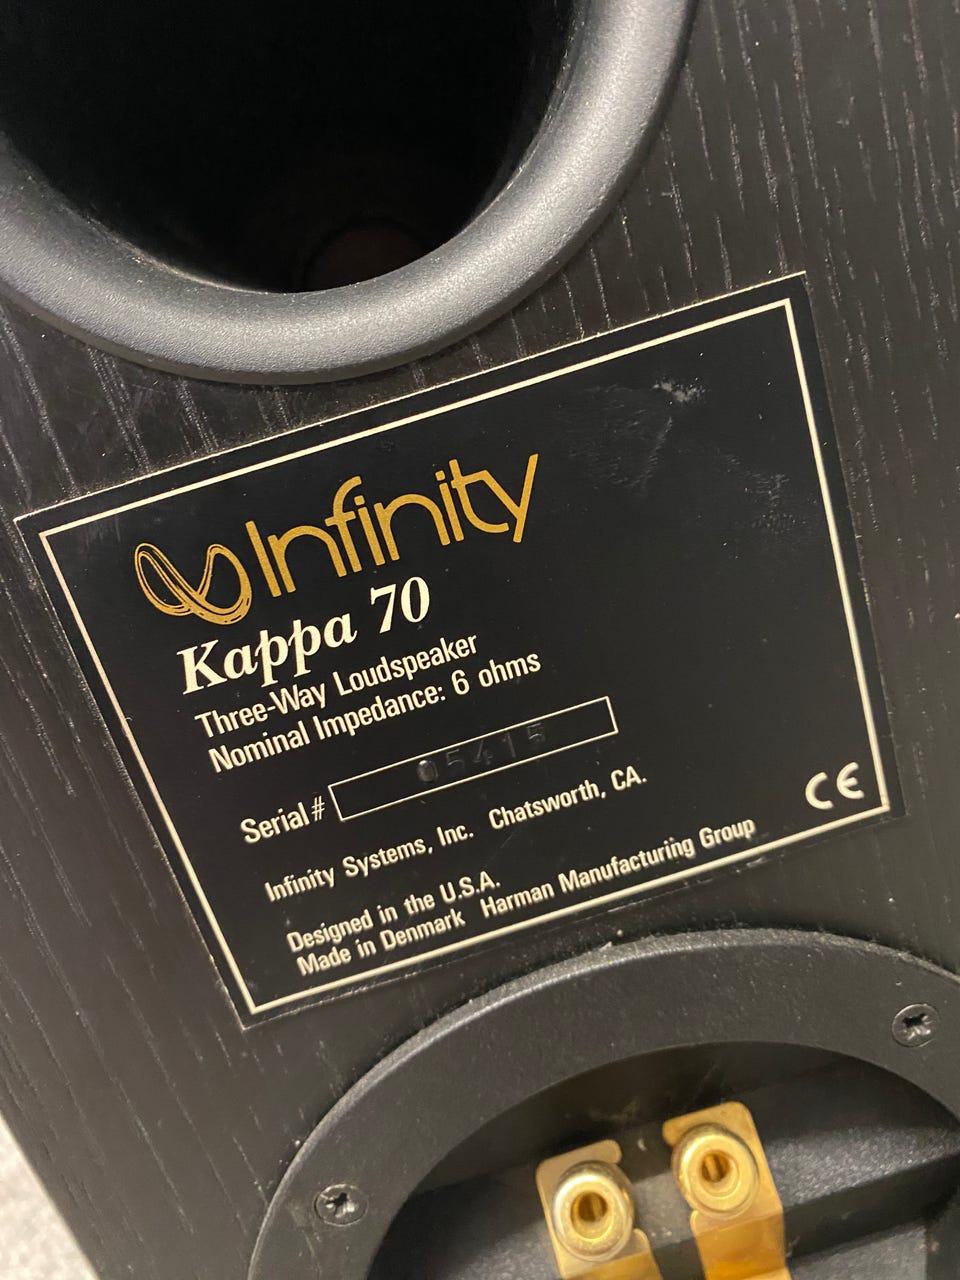 Infinity
Kappa 70
Three-Way Loudspeaker
Nominal Impedance: 6 ohms
Serial# 05415
Infinity Systems, Inc. Chatsworth, CA.
Designed in the U.S.A.
Made in Denmark Harman Manufacturing Group
CE